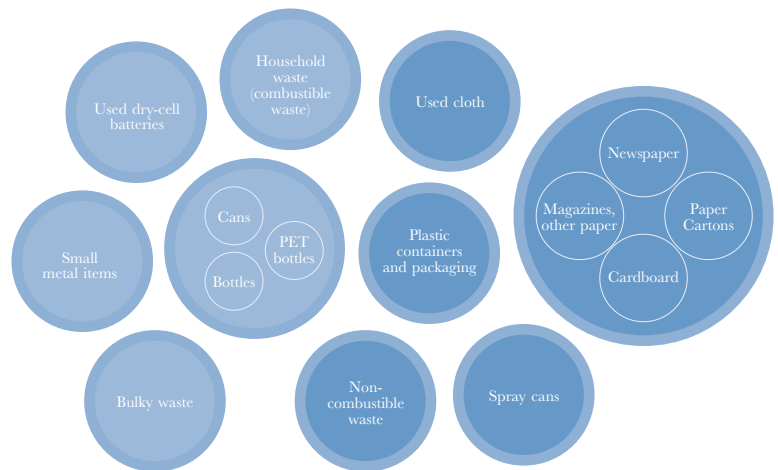 Household
waste
(combustible
waste)
Used dry-cell
batteries
Used cloth
Newspaper
Magazines,
other paper
Paper
Cartons
Cardboard
Cans
PET
bottles
Bottles
Plastic
containers
and packaging
Small
metal items
Bulky waste
Non-
combustible
waste
Spray cans